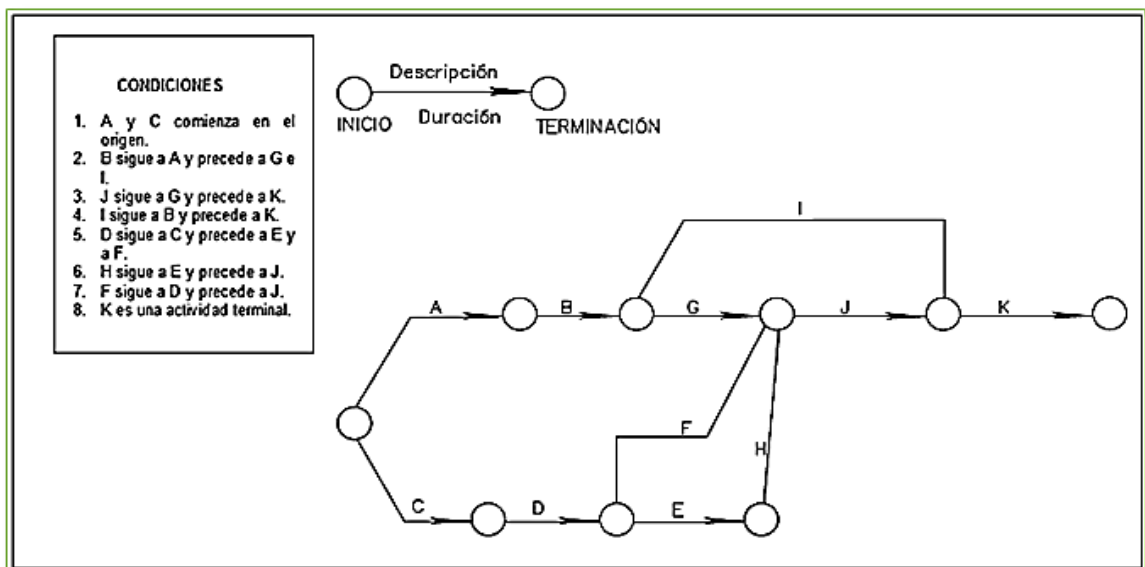 CONDICIONES
1. A y C comienza en el
origen.
2. B sigue a A y precede a G e
I.
3. J sigue a G y precede a K.
4. I sigue a B y precede a K.
5. D sigue a C y precede a E y
a F.
6. H sigue a E y precede a J.
7. F sigue a D y precede a J.
8. K es una actividad terminal.
Descripción
INICIO Duración TERMINACIÓN
I
A B G J K
F
H
C D E